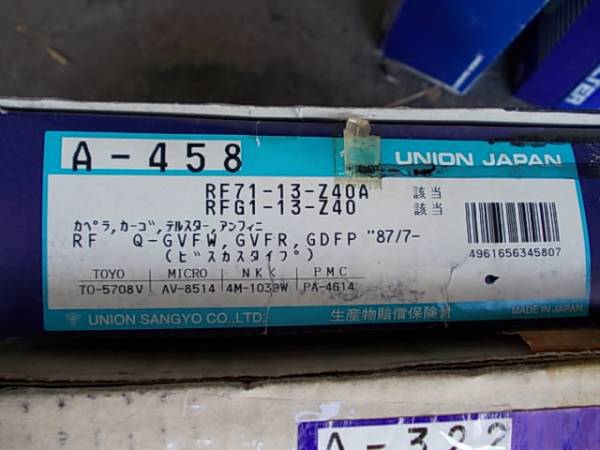 LTER
A-458
UNION JAPAN
RF71-13-Z40A 該当
RFG1-13-Z40 該当
カペラ,カーゴ,テルスター,アンフィニ
RF Q-GVFW,GVFR,GDFP "87/7-
(ビスカスタイプ)
4961656345807
TOYO MICRO NKK PMC
TO-5708V AV-8514 4M-1039W PA-4614
UNION SANGYO CO.,LTD. 生産物賠償保険付
MADE IN JAPAN
A-392